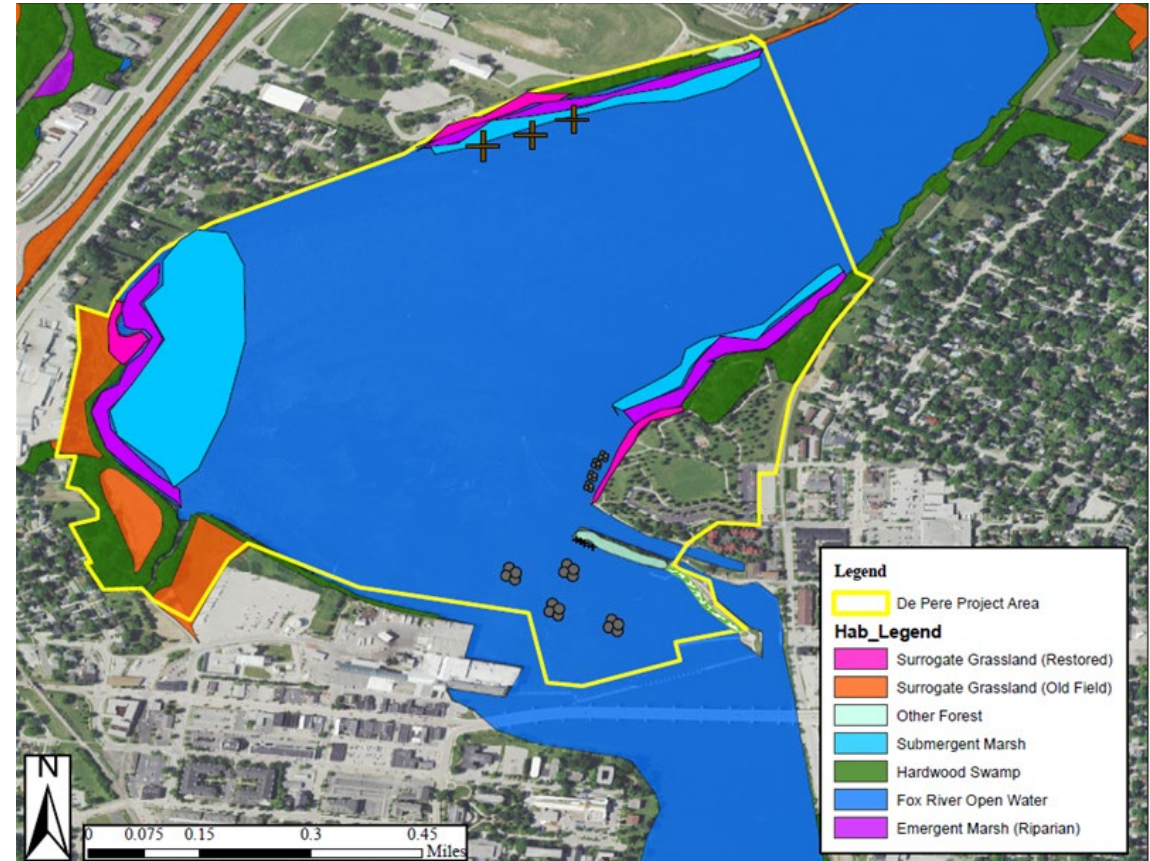 Legend
De Pere Project Area
Hab_Legend
Surrogate Grassland (Restored)
Surrogate Grassland (Old Field)
Other Forest
Submergent Marsh
Hardwood Swamp
Fox River Open Water
Emergent Marsh (Riparian)
N
0 0.075 0.15 0.3 0.45
Miles